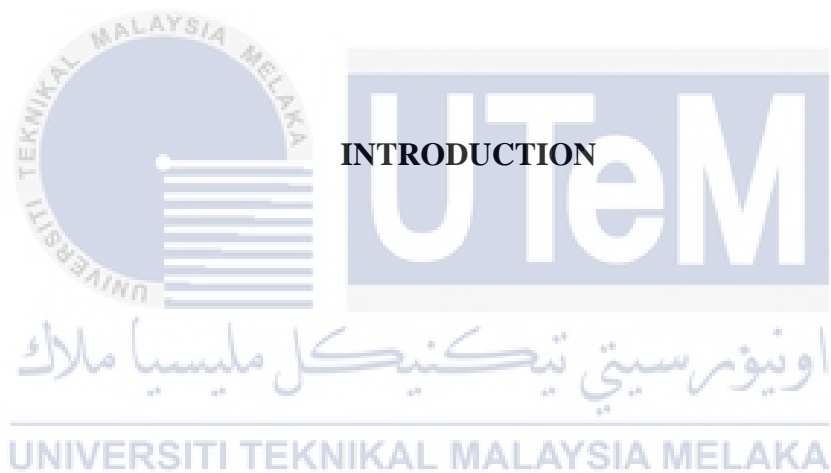 UNIVERSITI TEKNIKAL MALAYSIA MELAKA
UTeM
INTRODUCTION
اونيۏرسيتي تيكنيكل مليسيا ملاك
UNIVERSITI TEKNIKAL MALAYSIA MELAKA